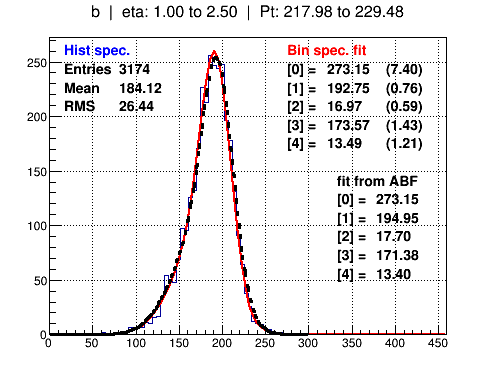 b | eta: 1.00 to 2.50 | Pt: 217.98 to 229.48
Hist spec.
Entries 3174
Mean 184.12
RMS 26.44
Bin spec. fit
[0] = 273.15 (7.40)
[1] = 192.75 (0.76)
[2] = 16.97 (0.59)
[3] = 173.57 (1.43)
[4] = 13.49 (1.21)
fit from ABF
[0] = 273.15
[1] = 194.95
[2] = 17.70
[3] = 171.38
[4] = 13.40
250
200
150
100
50
0
0 50 100 150 200 250 300 350 400 450